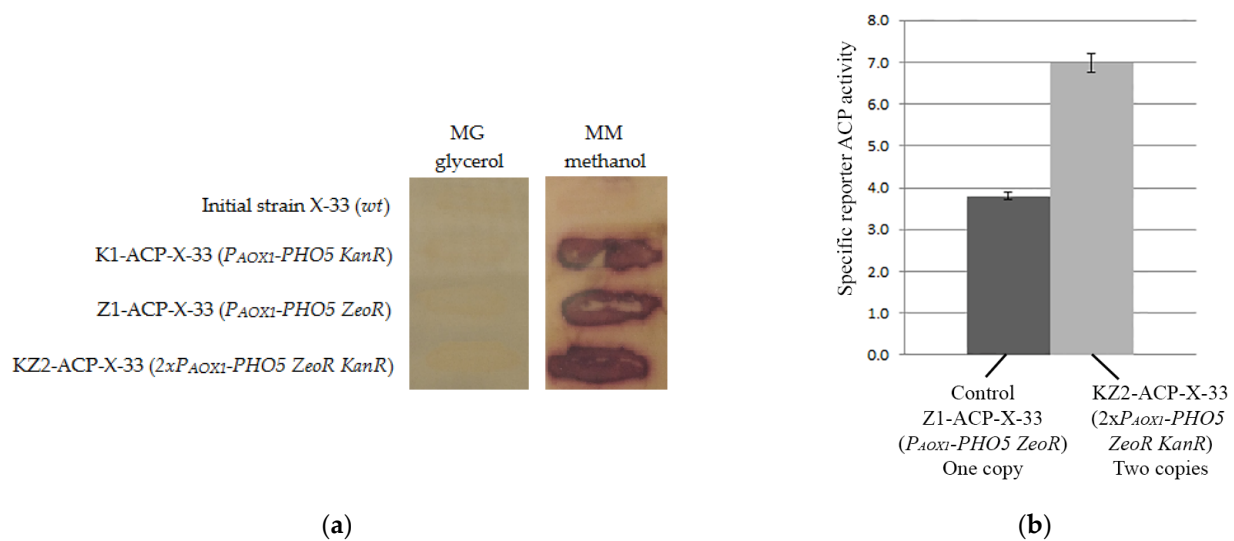 MG
glycerol
MM
methanol
Initial strain X-33 (wt)
K1-ACP-X-33 (PAOX1-PHO5 KanR)
Z1-ACP-X-33 (PAOX1-PHO5 ZeoR)
KZ2-ACP-X-33 (2xPAOX1-PHO5 ZeoR KanR)
(a)
Specific reporter ACP activity
8.0
7.0
6.0
5.0
4.0
3.0
2.0
1.0
0.0
Control
Z1-ACP-X-33
(PAOX1-PHO5 ZeoR)
One copy
KZ2-ACP-X-33
(2xPAOX1-PHO5
ZeoR KanR)
Two copies
(b)